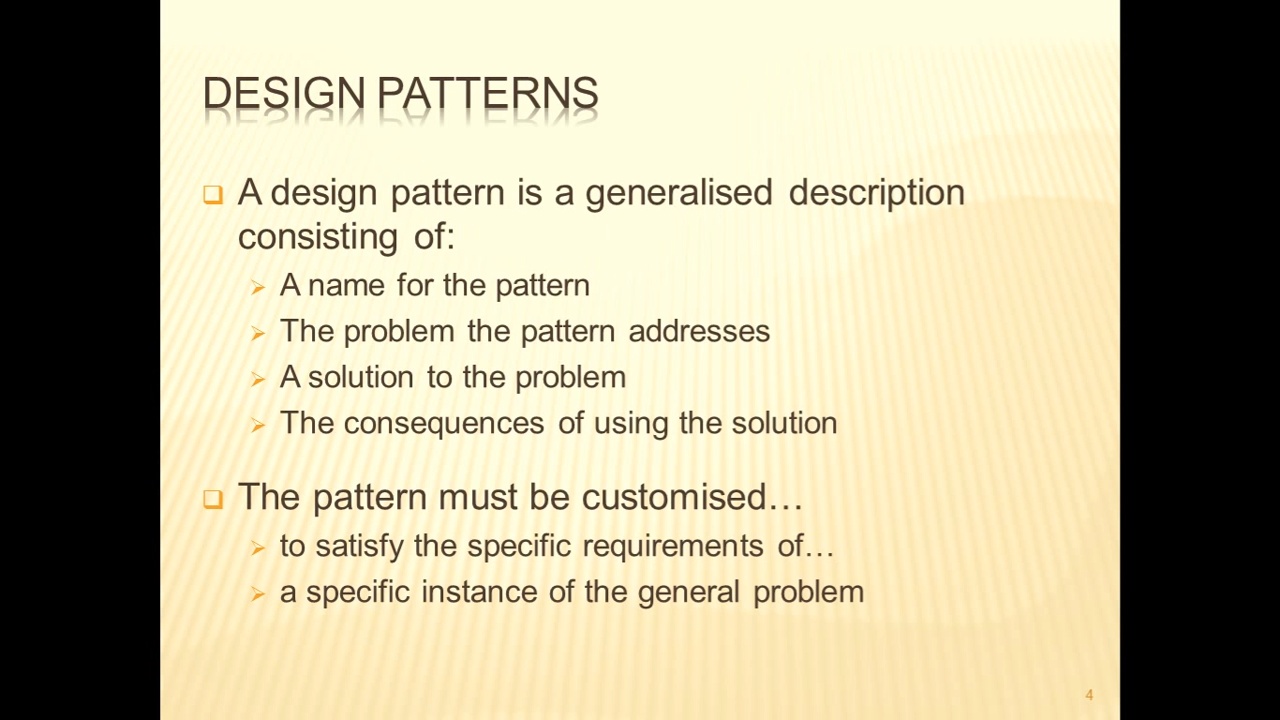 DESIGN PATTERNS
A design pattern is a generalised description
consisting of:
A name for the pattern
The problem the pattern addresses
A solution to the problem
The consequences of using the solution
The pattern must be customised…
to satisfy the specific requirements of…
a specific instance of the general problem
4